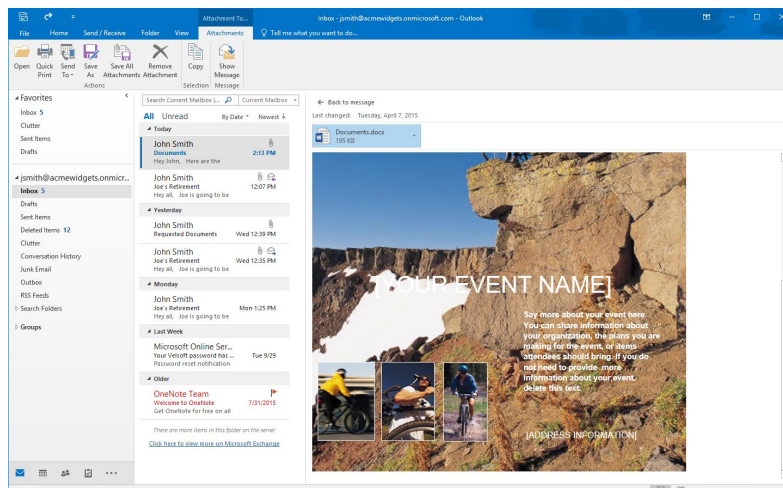 Attachment To...
Inbox - jsmith@acmewidgets.onmicrosoft.com - Outlook
File Home Send / Receive Folder View Attachments Tell me what you want to do...
Open Quick Print Send To Save As Save All Attachments Remove Attachment Copy Show Message
Actions Selection Message
Favorites
Inbox 5
Clutter
Sent Items
Drafts
jsmith@acmewidgets.onmicr...
Inbox 5
Drafts
Sent Items
Deleted Items 12
Clutter
Conversation History
Junk Email
Outbox
RSS Feeds
Search Folders
Groups
Search Current Mailbox (... Current Mailbox
All Unread By Date Newest ↓
Today
John Smith
Documents 2:13 PM
Hey John, Here are the
John Smith
Joe's Retirement 12:07 PM
Hey all, Joe is going to be
Yesterday
John Smith
Requested Documents Wed 12:39 PM
John Smith
Joe's Retirement Wed 12:35 PM
Hey all, Joe is going to be
Monday
John Smith
Joe's Retirement Mon 1:25 PM
Hey all, Joe is going to be
Last Week
Microsoft Online Ser...
Your Velsoft password has ... Tue 9/29
Password reset notification
Older
OneNote Team
Welcome to OneNote 7/31/2015
Get OneNote for free on all
There are more items in this folder on the server
Click here to view more on Microsoft Exchange
Back to message
Last changed: Tuesday, April 7, 2015
Documents.docx
195 KB
[YOUR EVENT NAME]
Say more about your event here.
You can share information about
your organization, the plans you are
making for the event, or items
attendees should bring. If you do
not need to provide more
information about your event,
delete this text.
[ADDRESS INFORMATION]